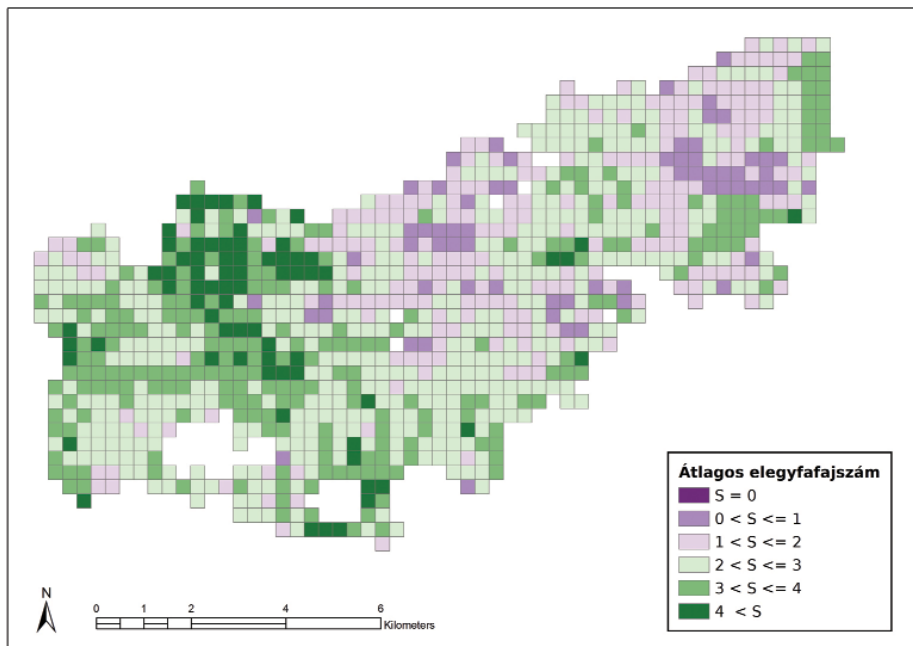 Átlagos elegyfafajszám
S = 0
0 < S <= 1
1 < S <= 2
2 < S <= 3
3 < S <= 4
4 < S
N
0 1 2 4 6
Kilometers